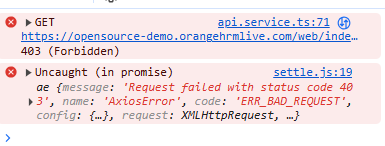 GET api.service.ts:71
https://opensource-demo.orangehrmlive.com/web/inde…
403 (Forbidden)
Uncaught (in promise) settle.js:19
ae {message: 'Request failed with status code 40
3', name: 'AxiosError', code: 'ERR_BAD_REQUEST',
config: {…}, request: XMLHttpRequest, …}